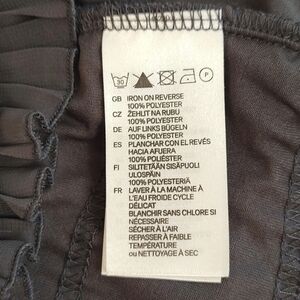 30 P
GB IRON ON REVERSE
100% POLYESTER
CZ ŽEHLIT NA RUBU
100% POLYESTER
DE AUF LINKS BÜGELN
100% POLYESTER
ES PLANCHAR CON EL REVÉS
HACIA AFUERA
100% POLIÉSTER
FI SILITETÄÄN SISÄPUOLI
ULOSPÄIN
100% POLYESTERIÄ
FR LAVER À LA MACHINE À
L'EAU FROIDE CYCLE
DÉLICAT
BLANCHIR SANS CHLORE SI
NÉCESSAIRE
SÉCHER À L'AIR
REPASSER À FAIBLE
TEMPÉRATURE
ou NETTOYAGE À SEC